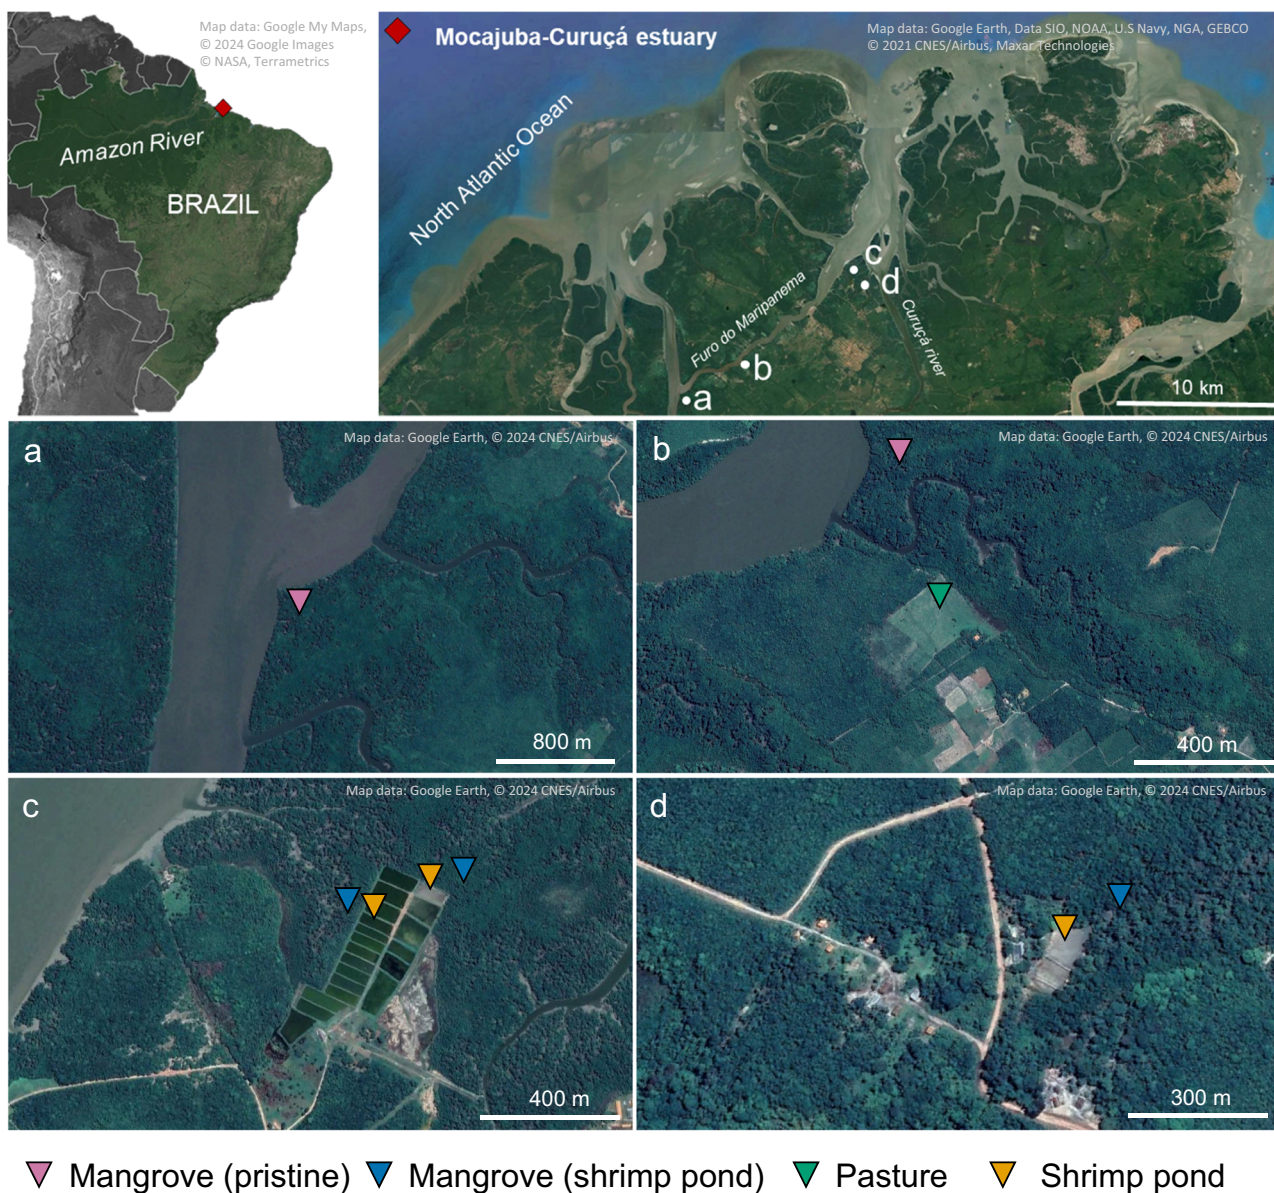 Map data: Google My Maps,
© 2024 Google Images
© NASA, Terrametrics
Amazon River
BRAZIL
Mocajuba-Curuçá estuary
Map data: Google Earth, Data SIO, NOAA, U.S Navy, NGA, GEBCO
© 2021 CNES/Airbus, Maxar Technologies
North Atlantic Ocean
c
d
Furo do Maripanema
Curuçá river
b
a
10 km
a
Map data: Google Earth, © 2024 CNES/Airbus
800 m
b
Map data: Google Earth, © 2024 CNES/Airbus
400 m
c
Map data: Google Earth, © 2024 CNES/Airbus
400 m
d
Map data: Google Earth, © 2024 CNES/Airbus
300 m
Mangrove (pristine) Mangrove (shrimp pond) Pasture Shrimp pond